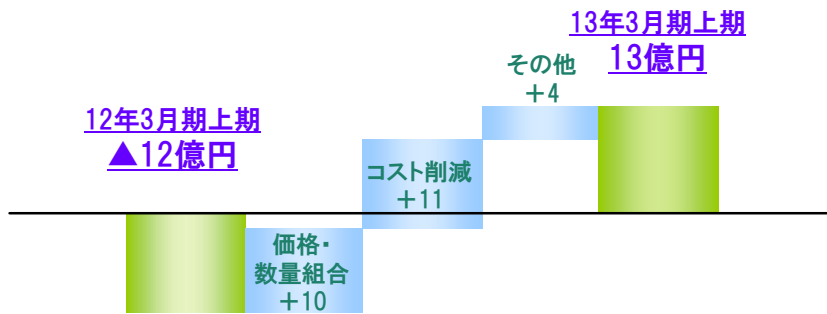 12年3月期上期
▲12億円
価格・
数量組合
＋10
コスト削減
＋11
その他
＋4
13年3月期上期
13億円